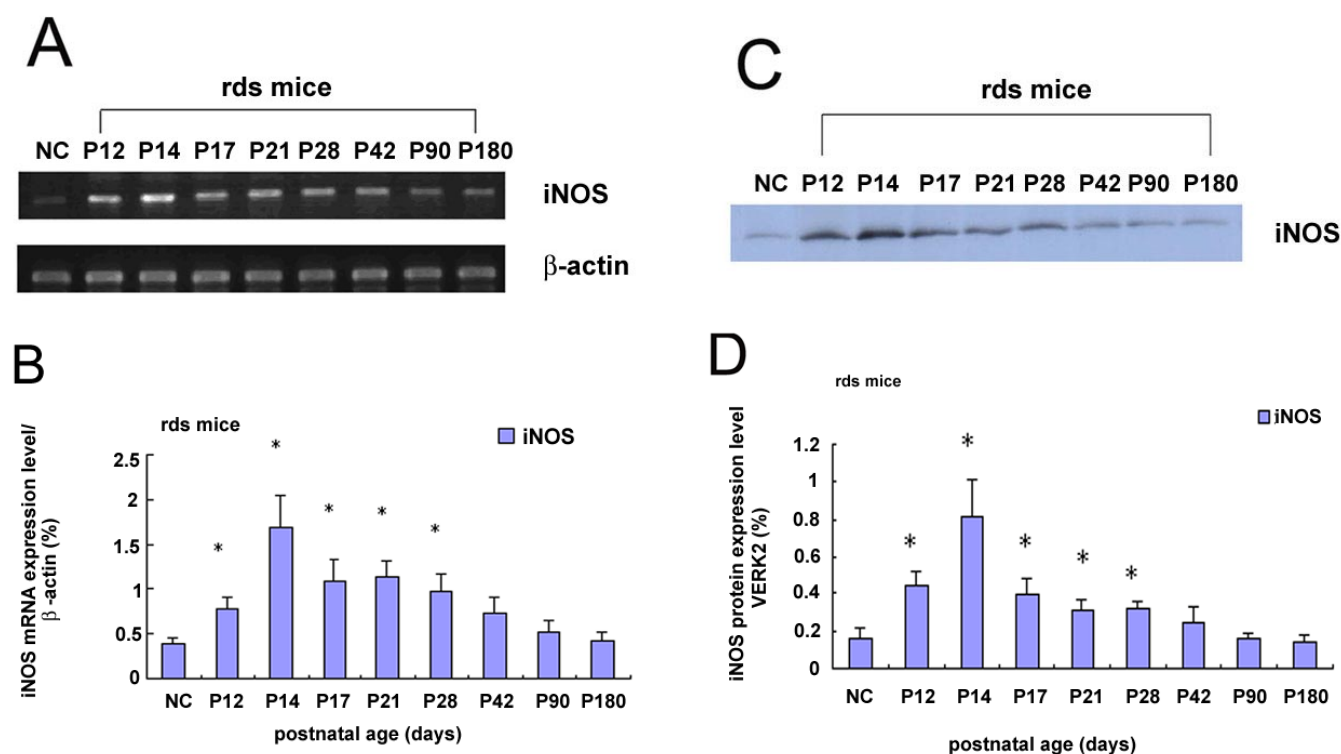 A
rds mice
NC P12 P14 P17 P21 P28 P42 P90 P180
iNOS
β-actin
B
rds mice
iNOS
iNOS mRNA expression level/
β -actin (%)
2.5
2
1.5
1
0.5
0
*
*
*
*
*
NC P12 P14 P17 P21 P28 P42 P90 P180
postnatal age (days)
C
rds mice
NC P12 P14 P17 P21 P28 P42 P90 P180
iNOS
D
rds mice
iNOS
iNOS protein expression level
VERK2 (%)
1.2
1
0.8
0.6
0.4
0.2
0
*
*
*
*
*
NC P12 P14 P17 P21 P28 P42 P90 P180
postnatal age (days)